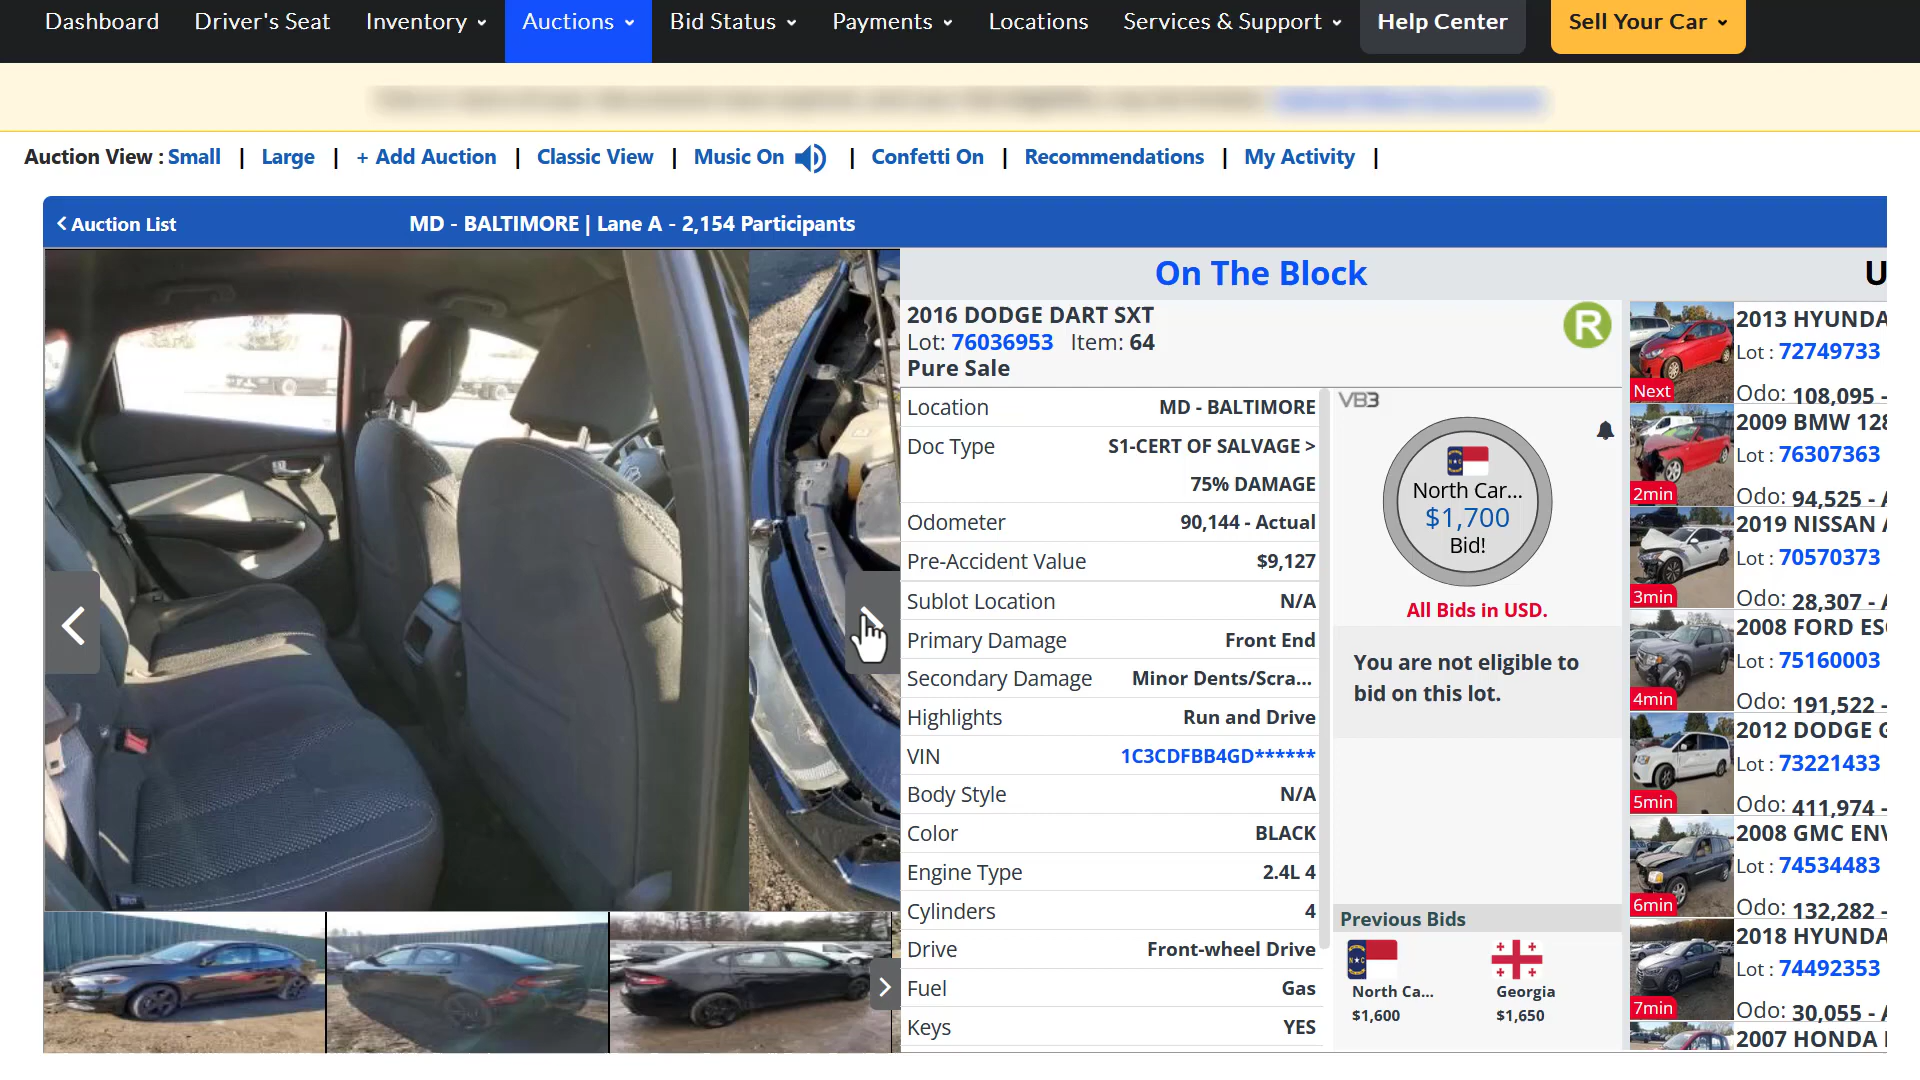 Dashboard Driver's Seat Inventory Auctions Bid Status Payments Locations Services & Support Help Center Sell Your Car
Auction View : Small | Large | + Add Auction | Classic View | Music On | Confetti On | Recommendations | My Activity |
Auction List MD - BALTIMORE | Lane A - 2,154 Participants
On The Block
U
2016 DODGE DART SXT
Lot: 76036953 Item: 64
Pure Sale
R
Location MD - BALTIMORE
Doc Type S1-CERT OF SALVAGE >
75% DAMAGE
Odometer 90,144 - Actual
Pre-Accident Value $9,127
Sublot Location N/A
Primary Damage Front End
Secondary Damage Minor Dents/Scra...
Highlights Run and Drive
VIN 1C3CDFBB4GD******
Body Style N/A
Color BLACK
Engine Type 2.4L 4
Cylinders 4
Drive Front-wheel Drive
Fuel Gas
Keys YES
VB3
North Car...
$1,700
Bid!
All Bids in USD.
You are not eligible to
bid on this lot.
Previous Bids
North Ca... Georgia
$1,600 $1,650
2013 HYUNDA
Lot : 72749733
Next Odo: 108,095 -
2009 BMW 128
Lot : 76307363
2min Odo: 94,525 - A
2019 NISSAN A
Lot : 70570373
3min Odo: 28,307 - A
2008 FORD ES
Lot : 75160003
4min Odo: 191,522 -
2012 DODGE G
Lot : 73221433
5min Odo: 411,974 -
2008 GMC ENV
Lot : 74534483
6min Odo: 132,282 -
2018 HYUNDA
Lot : 74492353
7min Odo: 30,055 - A
2007 HONDA